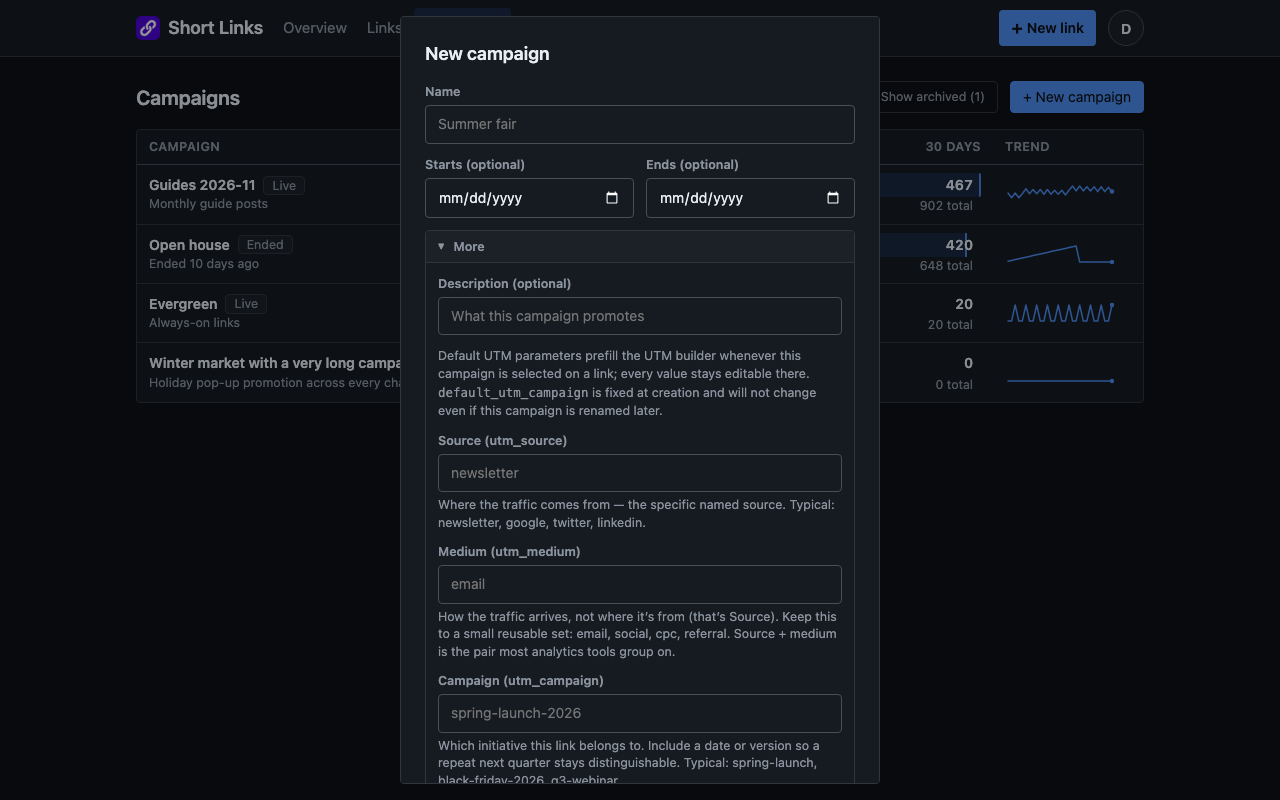 Short Links
Overview
Links
+ New link
D
New campaign
Name
Summer fair
Starts (optional)
Ends (optional)
mm/dd/yyyy
mm/dd/yyyy
▾ More
Description (optional)
What this campaign promotes
Default UTM parameters prefill the UTM builder whenever this
campaign is selected on a link; every value stays editable there.
default_utm_campaign is fixed at creation and will not change
even if this campaign is renamed later.
Source (utm_source)
newsletter
Where the traffic comes from — the specific named source. Typical:
newsletter, google, twitter, linkedin.
Medium (utm_medium)
email
How the traffic arrives, not where it’s from (that’s Source). Keep this
to a small reusable set: email, social, cpc, referral. Source + medium
is the pair most analytics tools group on.
Campaign (utm_campaign)
spring-launch-2026
Which initiative this link belongs to. Include a date or version so a
repeat next quarter stays distinguishable. Typical: spring-launch,
black-friday-2026, q3-webinar.
Campaigns
Show archived (1)
+ New campaign
CAMPAIGN
30 DAYS
TREND
Guides 2026-11
Live
Monthly guide posts
467
902 total
Open house
Ended
Ended 10 days ago
420
648 total
Evergreen
Live
Always-on links
20
20 total
Winter market with a very long campa
Holiday pop-up promotion across every cha
0
0 total